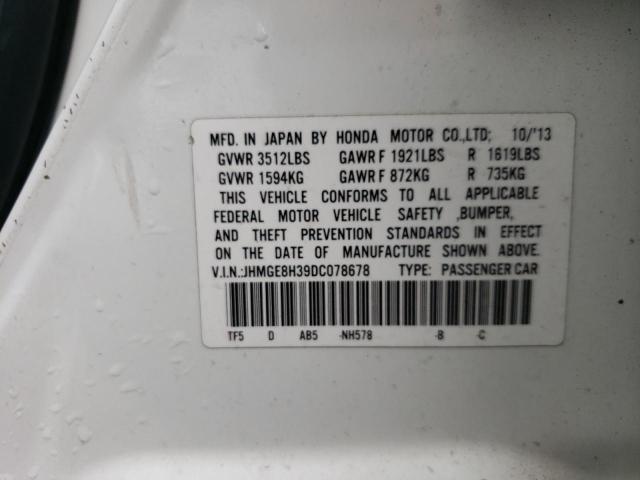 MFD. IN JAPAN BY HONDA MOTOR CO.,LTD; 10/'13
GVWR 3512LBS GAWR F 1921LBS R 1619LBS
GVWR 1594KG GAWR F 872KG R 735KG
THIS VEHICLE CONFORMS TO ALL APPLICABLE
FEDERAL MOTOR VEHICLE SAFETY ,BUMPER,
AND THEFT PREVENTION STANDARDS IN EFFECT
ON THE DATE OF MANUFACTURE SHOWN ABOVE.
V.I.N.:JHMGE8H39DC078678 TYPE: PASSENGER CAR
TF5 D AB5 -NH578 -B -C